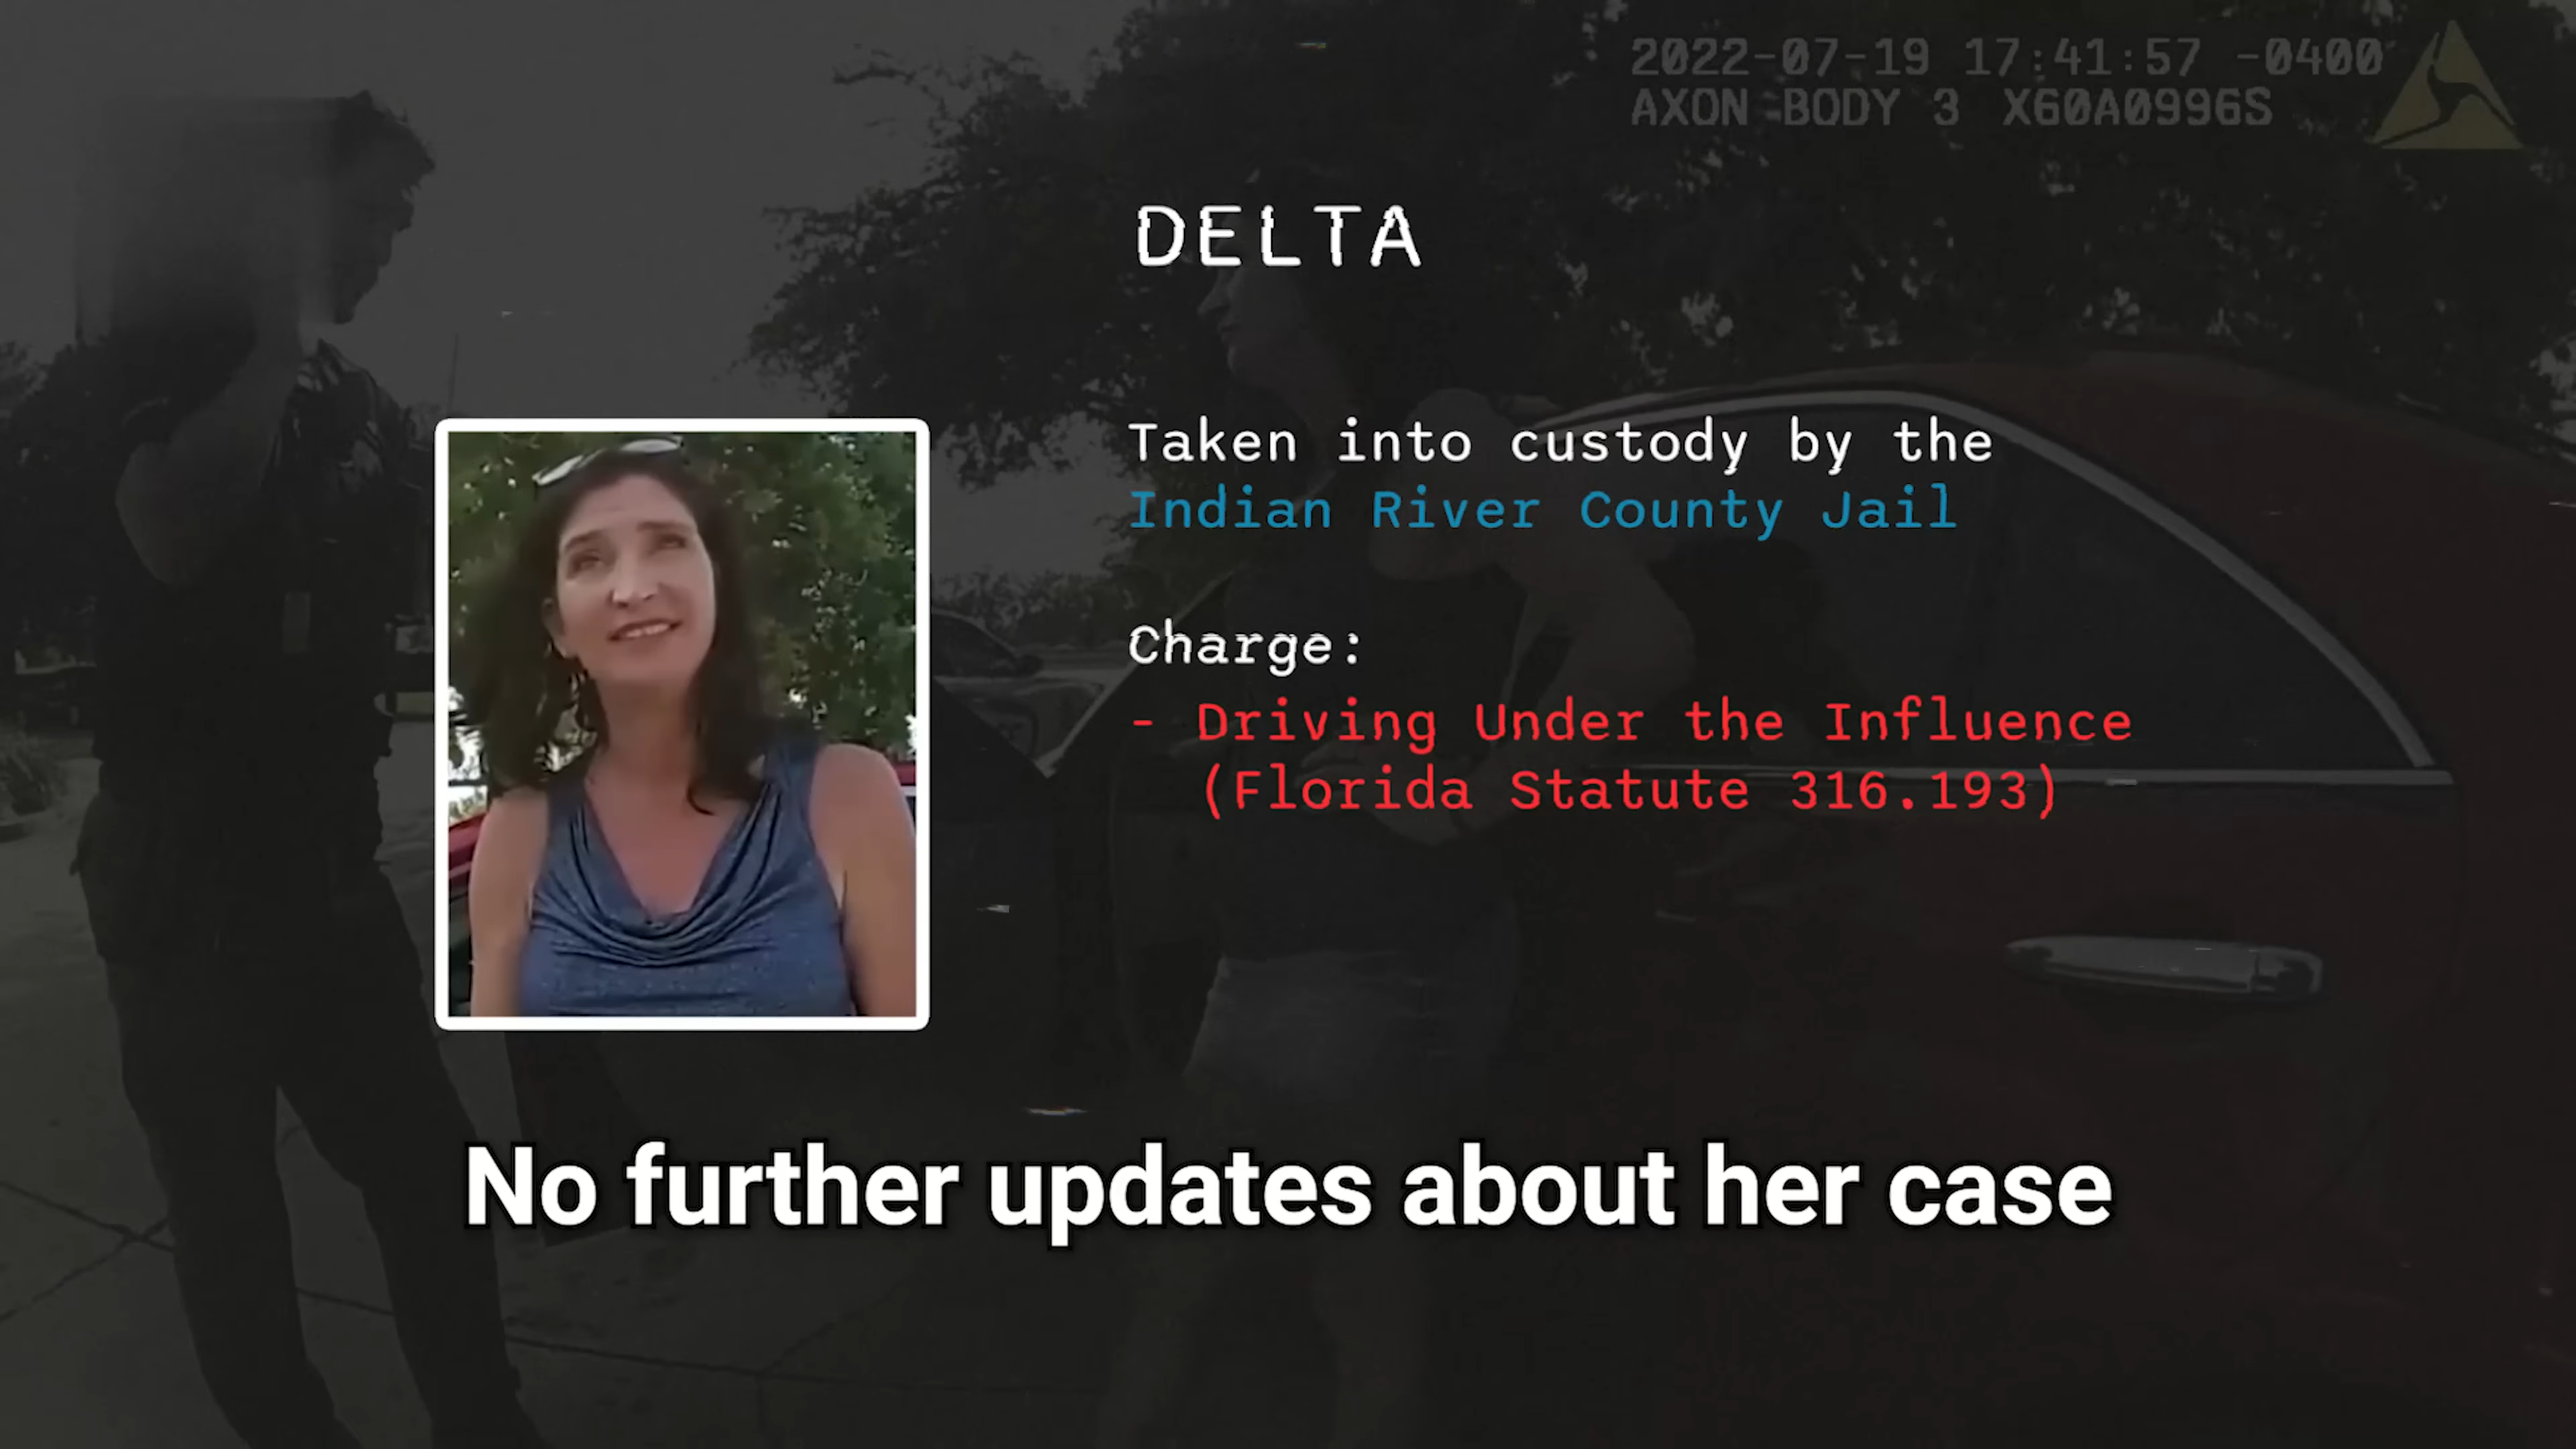 2022-07-19 17:41:57 -0400
AXON BODY 3 X60A0996S
DELTA
Taken into custody by the
Indian River County Jail
Charge:
- Driving Under the Influence
(Florida Statute 316.193)
No further updates about her case